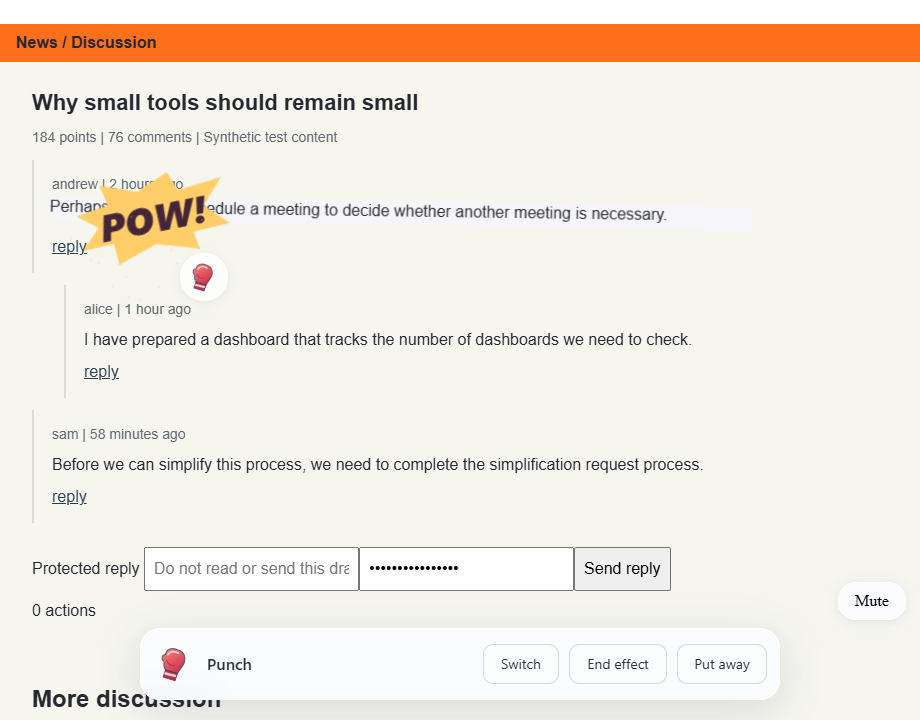 News / Discussion
Why small tools should remain small
184 points | 76 comments | Synthetic test content
andrew | 2 hours ago
Perhaps edule a meeting to decide whether another meeting is necessary.
POW!
reply
alice | 1 hour ago
I have prepared a dashboard that tracks the number of dashboards we need to check.
reply
sam | 58 minutes ago
Before we can simplify this process, we need to complete the simplification request process.
reply
Protected reply Do not read or send this dra •••••••••••••••• Send reply
0 actions
Mute
Punch Switch End effect Put away
More discussion